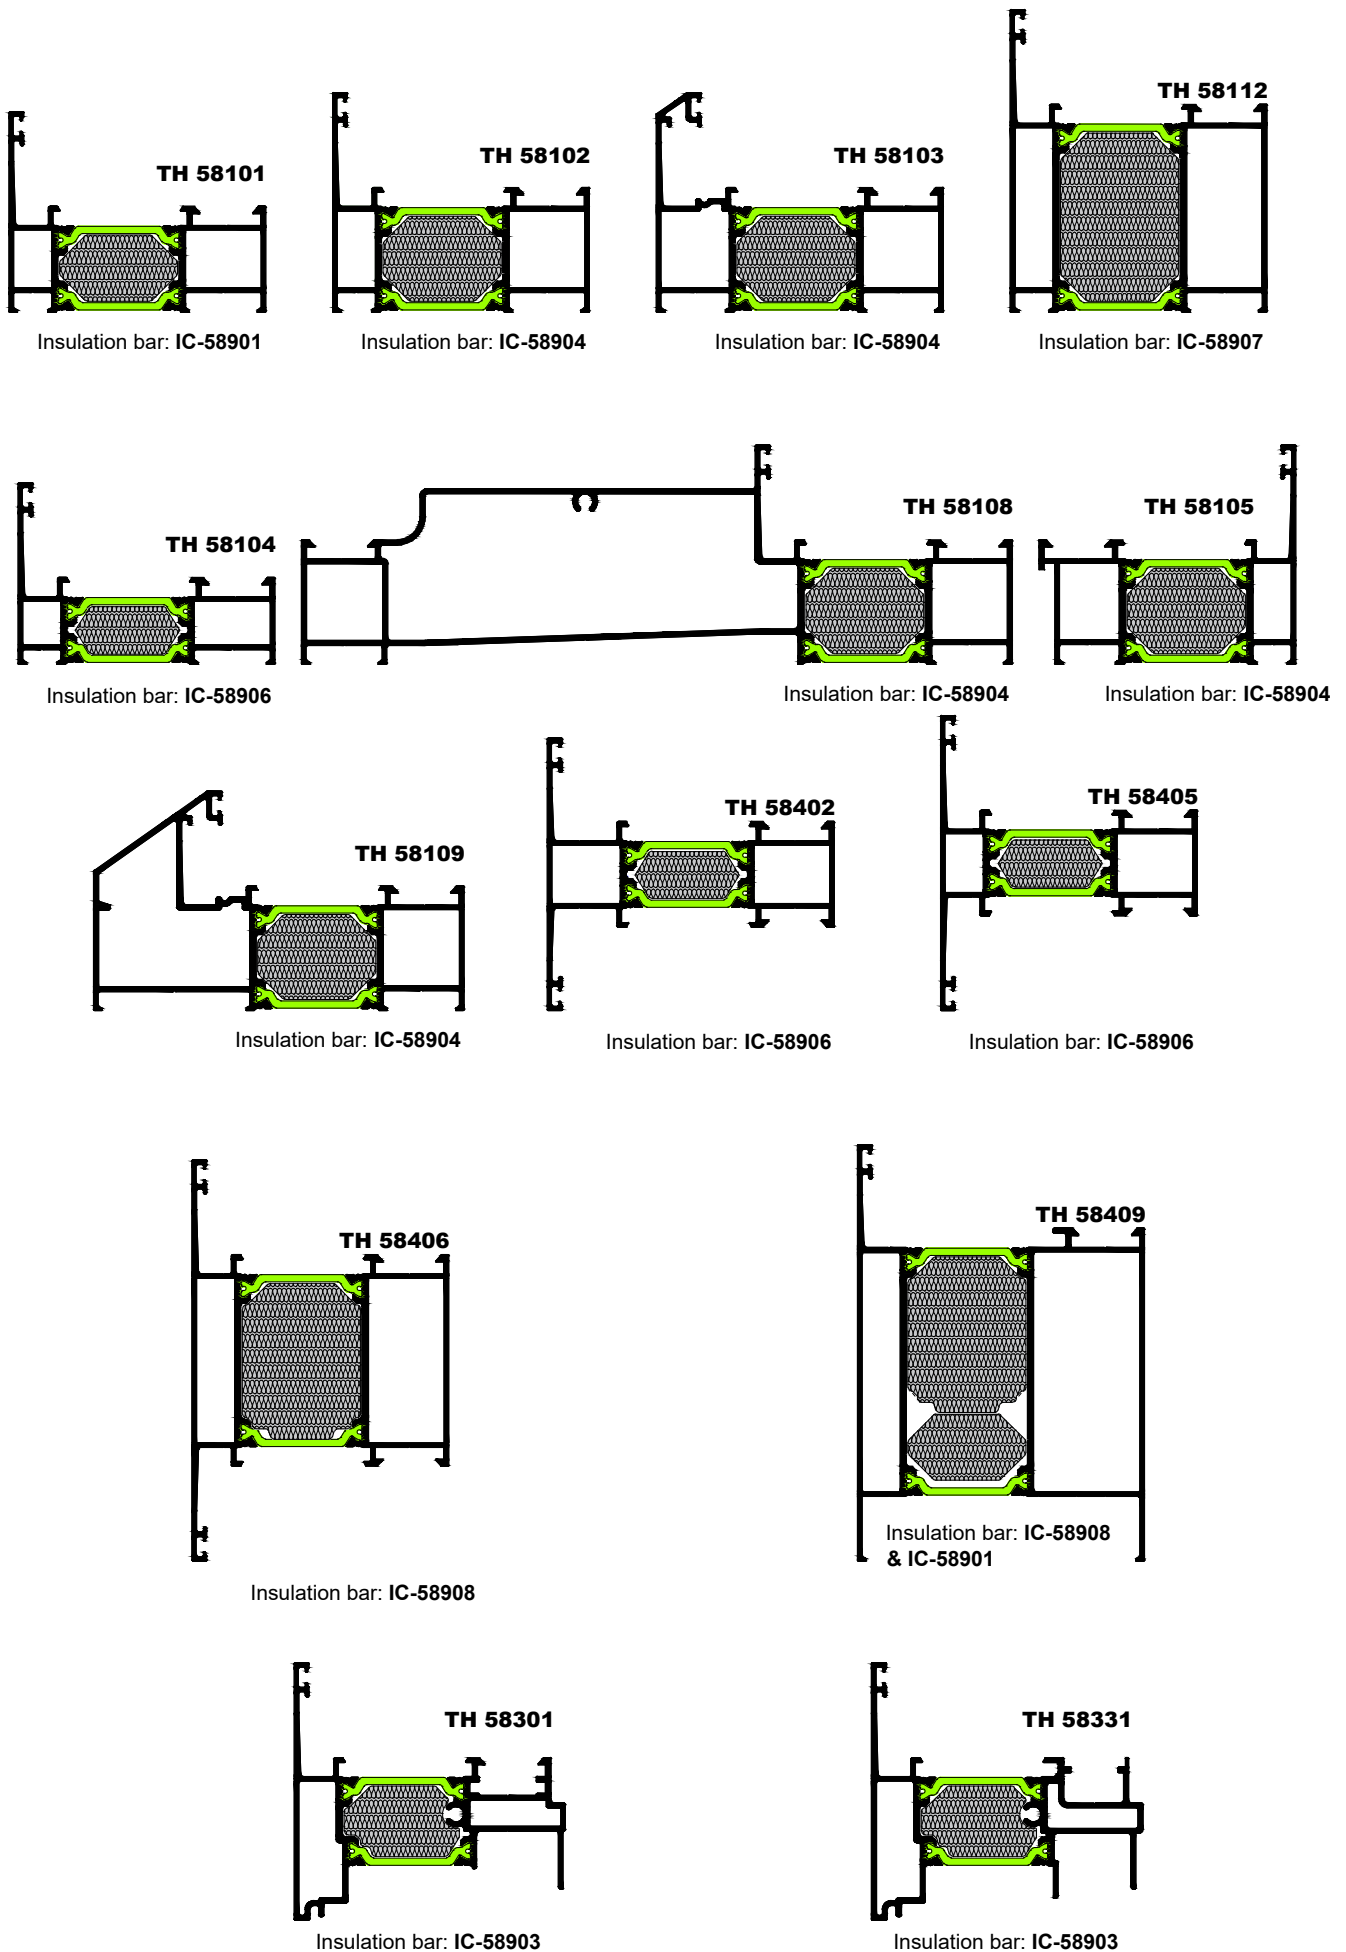 TH 58101
TH 58102
TH 58103
TH 58112
Insulation bar: IC-58901
Insulation bar: IC-58904
Insulation bar: IC-58904
Insulation bar: IC-58907
TH 58104
TH 58108
TH 58105
Insulation bar: IC-58906
Insulation bar: IC-58904
Insulation bar: IC-58904
TH 58109
TH 58402
TH 58405
Insulation bar: IC-58904
Insulation bar: IC-58906
Insulation bar: IC-58906
TH 58406
TH 58409
Insulation bar: IC-58908
Insulation bar: IC-58908
& IC-58901
TH 58301
TH 58331
Insulation bar: IC-58903
Insulation bar: IC-58903